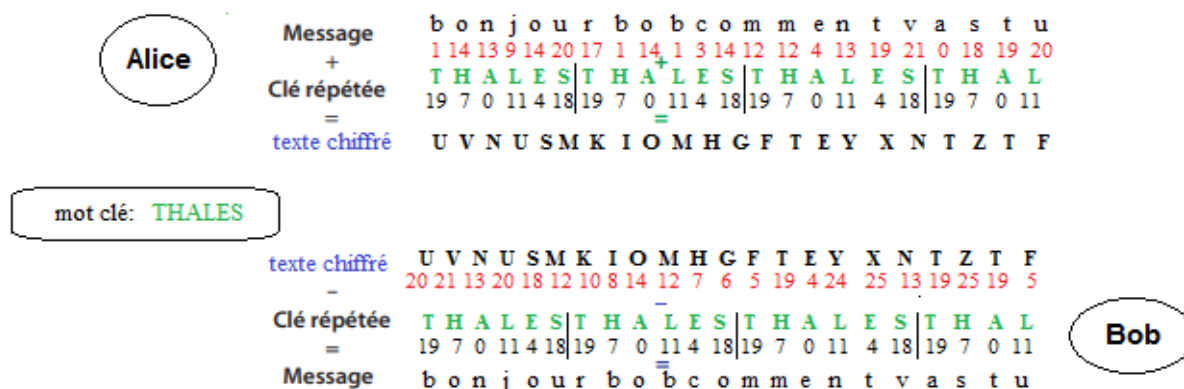 Alice
Message b o n j o u r b o b c o m m e n t v a s t u
1 14 13 9 14 20 17 1 14 1 3 14 12 12 4 13 19 21 0 18 19 20
+ +
Clé répétée T H A L E S | T H A L E S | T H A L E S | T H A L
19 7 0 11 4 18 | 19 7 0 11 4 18 | 19 7 0 11 4 18 | 19 7 0 11
= =
texte chiffré U V N U S M K I O M H G F T E Y X N T Z T F
mot clé: THALES
texte chiffré U V N U S M K I O M H G F T E Y X N T Z T F
20 21 13 20 18 12 10 8 14 12 7 6 5 19 4 24 25 13 19 25 19 5
− −
Clé répétée T H A L E S | T H A L E S | T H A L E S | T H A L
19 7 0 11 4 18 | 19 7 0 11 4 18 | 19 7 0 11 4 18 | 19 7 0 11
= =
Message b o n j o u r b o b c o m m e n t v a s t u
Bob